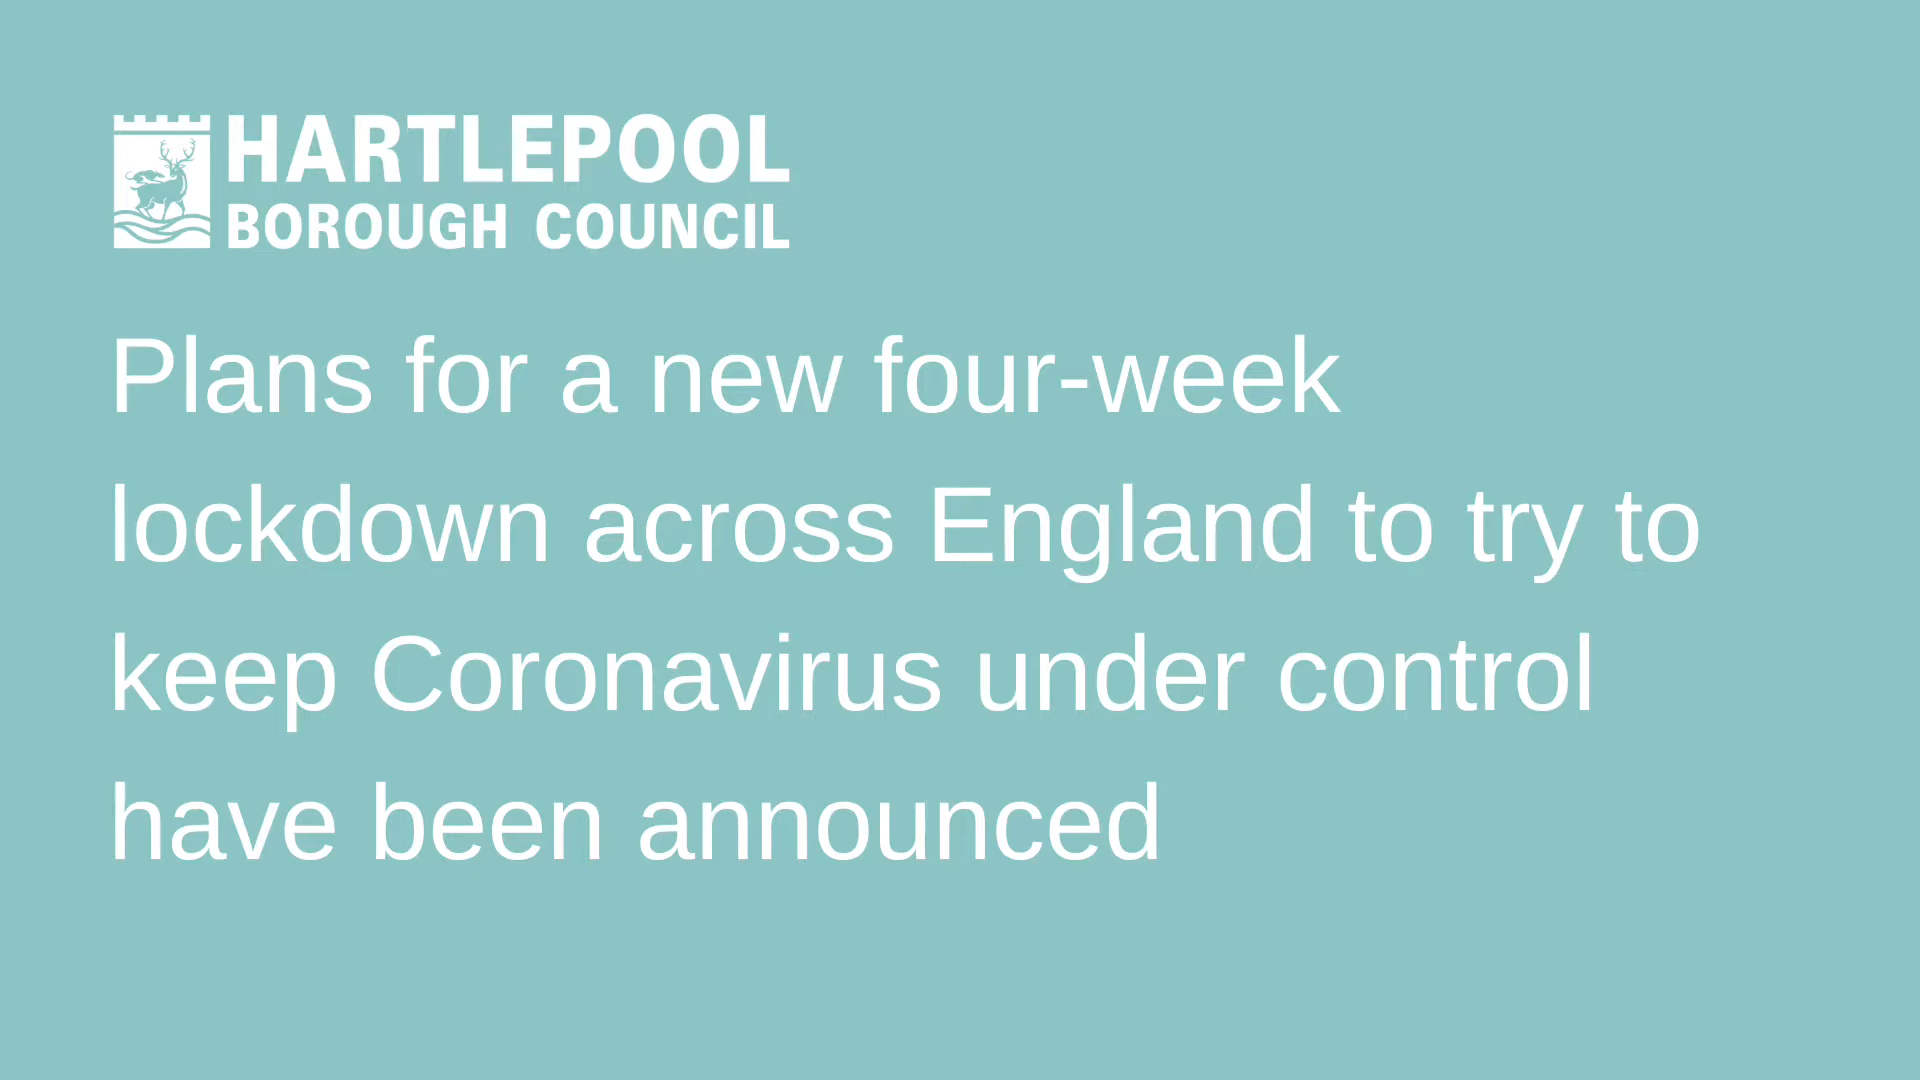 HARTLEPOOL
BOROUGH COUNCIL
Plans for a new four-week
lockdown across England to try to
keep Coronavirus under control
have been announced